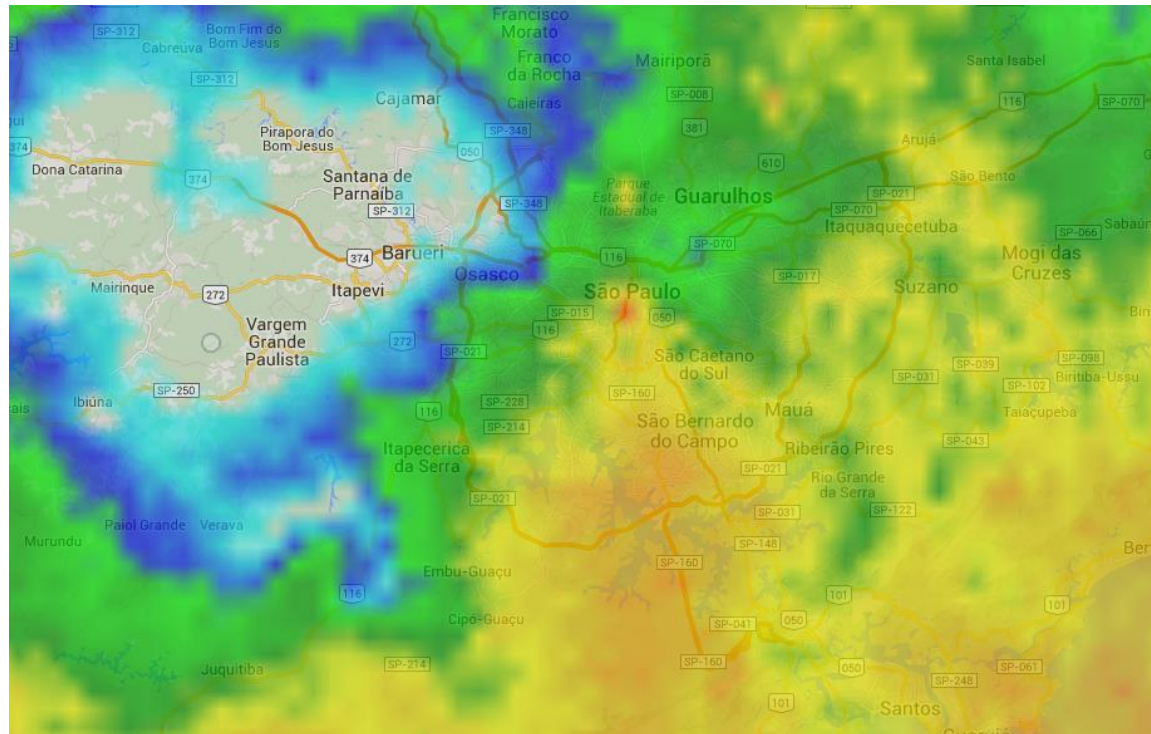 SP-312
Bom Fim do
Bom Jesus
Cabreúva
SP-312
Francisco
Morato
Franco
da Rocha
Mairiporã
Santa Isabel
SP-008
116
SP-070
Cajamar
Caieiras
SP-348
381
Arujá
374
Pirapora do
Bom Jesus
050
Dona Catarina
374
Santana de
Parnaíba
610
São Bento
Parque
Estadual de
Itaberaba
Guarulhos
SP-021
SP-312
SP-348
SP-070
Itaquaquecetuba
SP-066
Sabaún
Barueri
374
116
SP-070
Mogi das
Cruzes
Osasco
SP-017
Mairinque
272
Itapevi
São Paulo
Suzano
SP-015
050
116
Vargem
Grande
Paulista
272
SP-021
São Caetano
do Sul
SP-039
SP-098
SP-031
Biritiba-Ussu
SP-250
SP-160
SP-102
Ibiúna
SP-228
116
Mauá
Taiaçupeba
SP-214
São Bernardo
do Campo
SP-043
Itapecerica
da Serra
Ribeirão Pires
SP-021
Rio Grande
da Serra
SP-021
SP-031
SP-122
Paiol Grande
Verava
Murundu
SP-148
SP-160
Embu-Guaçu
116
101
101
Cipó-Guaçu
050
SP-041
Juquitiba
SP-214
SP-160
050
SP-061
SP-248
101
Santos